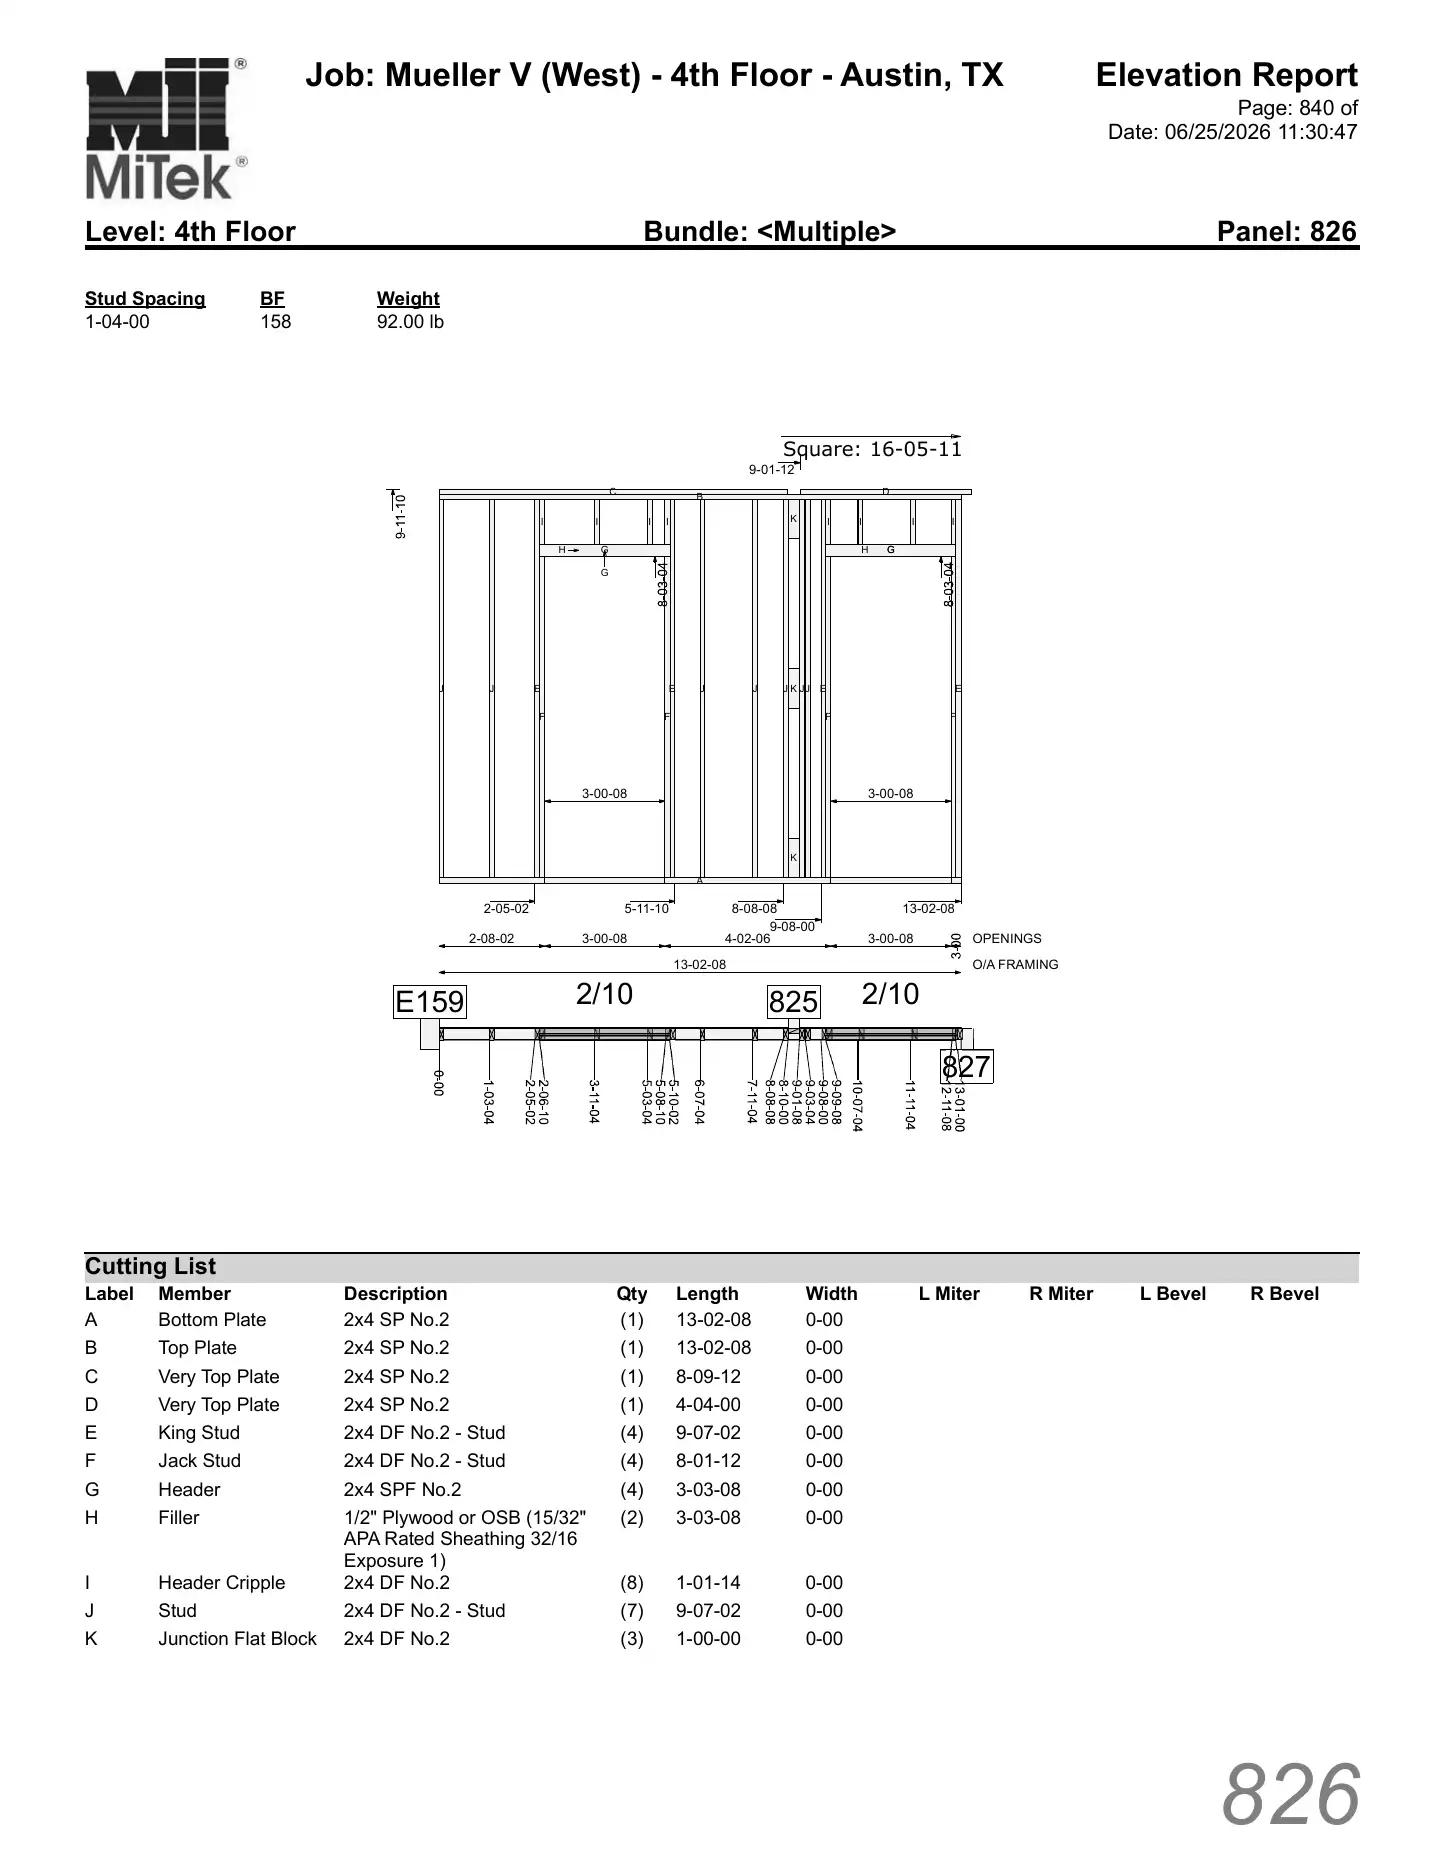 Job: Mueller V (West) - 4th Floor - Austin, TX
Elevation Report
Page: 840 of
Date: 06/25/2026 11:30:47
MiTek®
Level: 4th Floor Bundle: <Multiple> Panel: 826
Stud Spacing BF Weight
1-04-00 158 92.00 lb
Square: 16-05-11
9-01-12
9-11-10
C B D
I I I I K I I I I
H G H G
G
8-03-04 8-03-04
J J E E J J J K J J E E
F F F F
3-00-08 3-00-08
K
A
2-05-02 5-11-10 8-08-08 13-02-08
9-08-00
2-08-02 3-00-08 4-02-06 3-00-08 3-00 OPENINGS
13-02-08 O/A FRAMING
E159 2/10 825 2/10
827
0-00 1-03-04 2-05-02 2-06-10 3-11-04 5-03-04 5-08-10 5-10-02 6-07-04 7-11-04 8-08-08 8-10-00 9-01-08 9-03-04 9-08-00 9-09-08 10-07-04 11-11-04 2-11-08 3-01-00
Cutting List
Label Member Description Qty Length Width L Miter R Miter L Bevel R Bevel
A Bottom Plate 2x4 SP No.2 (1) 13-02-08 0-00
B Top Plate 2x4 SP No.2 (1) 13-02-08 0-00
C Very Top Plate 2x4 SP No.2 (1) 8-09-12 0-00
D Very Top Plate 2x4 SP No.2 (1) 4-04-00 0-00
E King Stud 2x4 DF No.2 - Stud (4) 9-07-02 0-00
F Jack Stud 2x4 DF No.2 - Stud (4) 8-01-12 0-00
G Header 2x4 SPF No.2 (4) 3-03-08 0-00
H Filler 1/2" Plywood or OSB (15/32" (2) 3-03-08 0-00
APA Rated Sheathing 32/16
Exposure 1)
I Header Cripple 2x4 DF No.2 (8) 1-01-14 0-00
J Stud 2x4 DF No.2 - Stud (7) 9-07-02 0-00
K Junction Flat Block 2x4 DF No.2 (3) 1-00-00 0-00
826